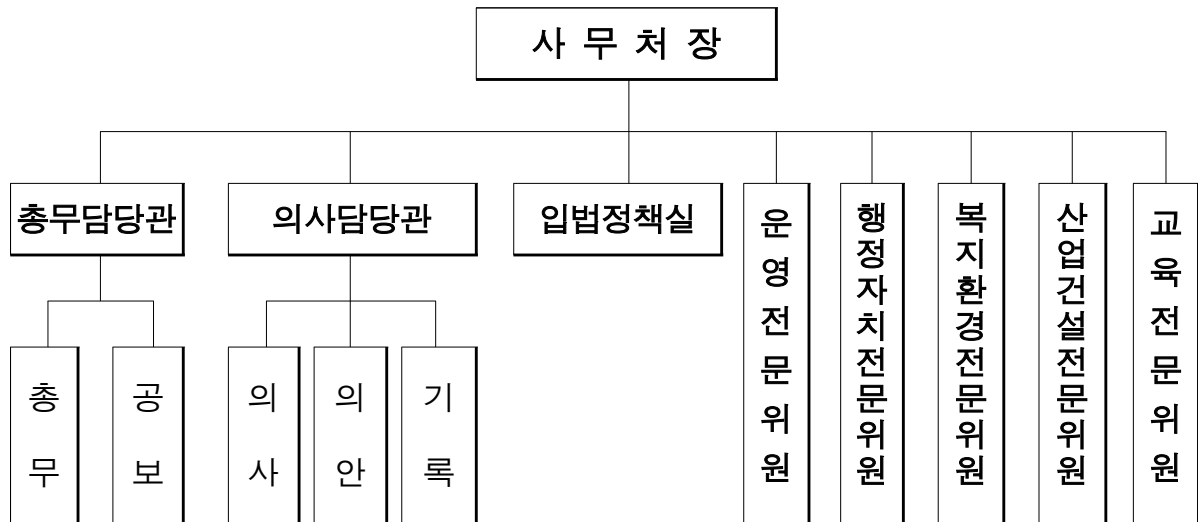 사 무 처 장
총무담당관
의사담당관
입법정책실
운영전문위원
행정자치전문위원
복지환경전문위원
산업건설전문위원
교육전문위원
총무
공보
의사
의안
기록